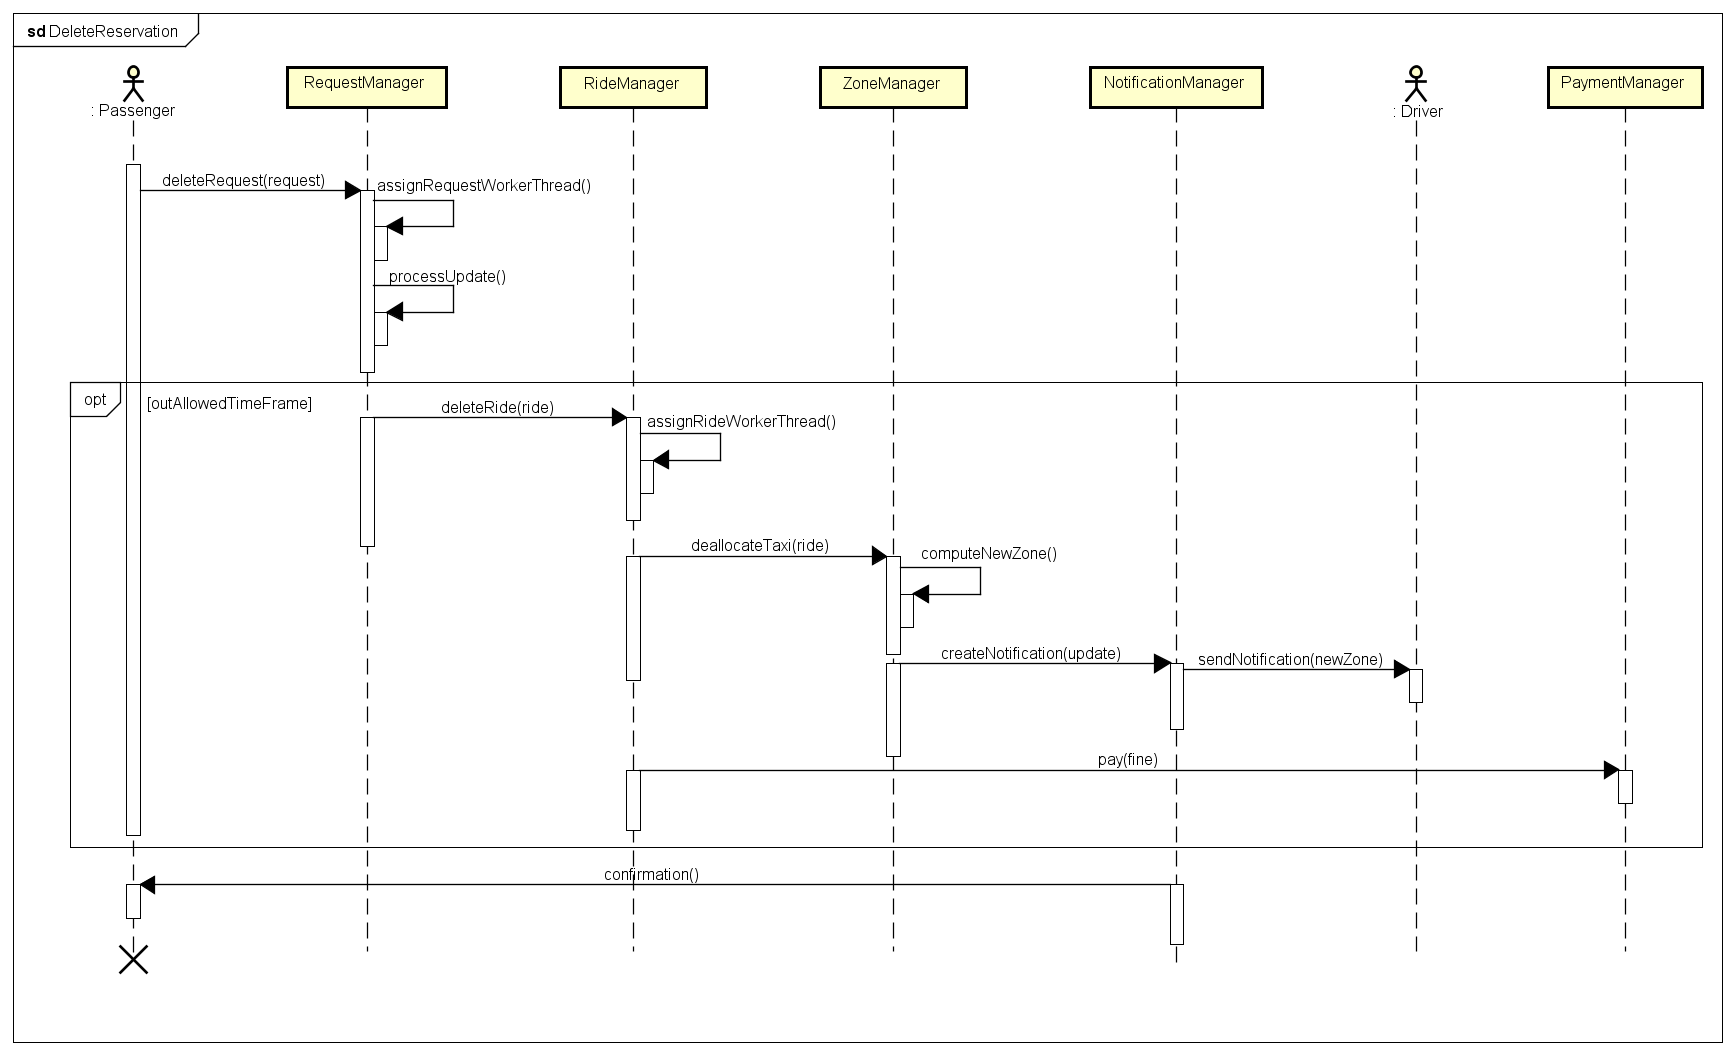 sd DeleteReservation
: Passenger
RequestManager
RideManager
ZoneManager
NotificationManager
: Driver
PaymentManager
deleteRequest(request)
assignRequestWorkerThread()
processUpdate()
opt
[outAllowedTimeFrame]
deleteRide(ride)
assignRideWorkerThread()
deallocateTaxi(ride)
computeNewZone()
createNotification(update)
sendNotification(newZone)
pay(fine)
confirmation()